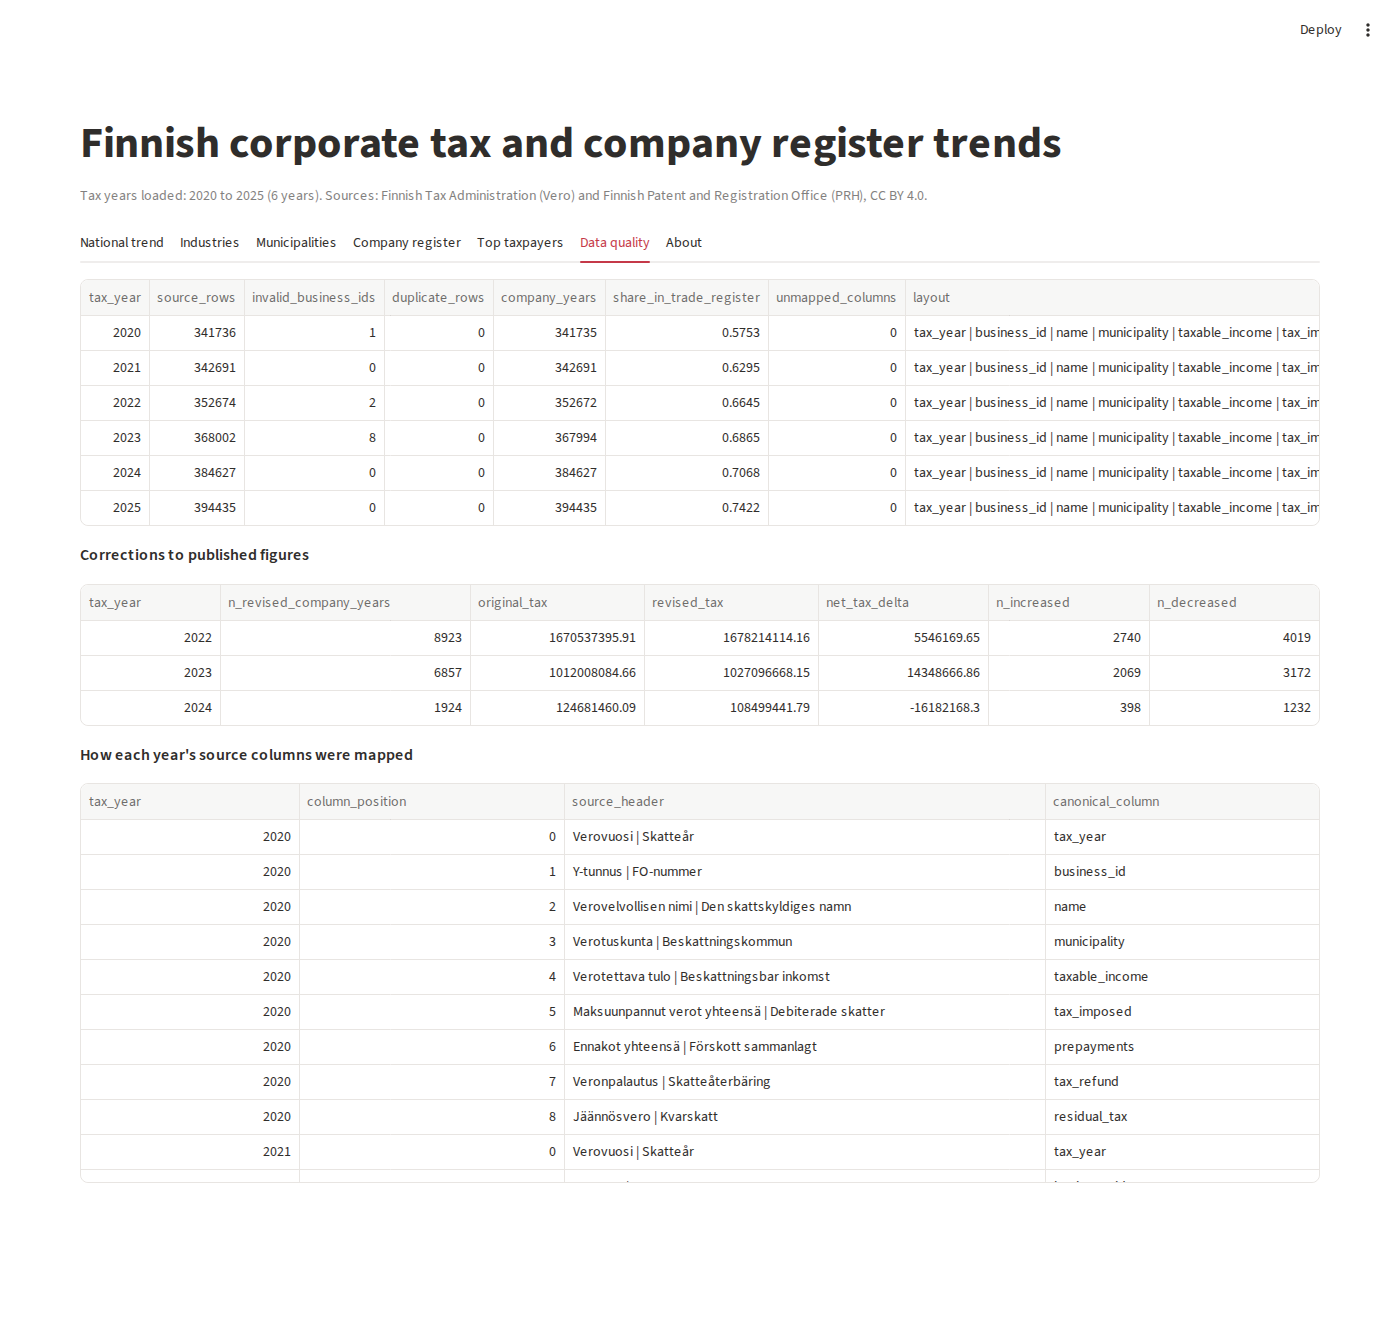 Deploy
Finnish corporate tax and company register trends
Tax years loaded: 2020 to 2025 (6 years). Sources: Finnish Tax Administration (Vero) and Finnish Patent and Registration Office (PRH), CC BY 4.0.
National trend Industries Municipalities Company register Top taxpayers Data quality About
tax_year source_rows invalid_business_ids duplicate_rows company_years share_in_trade_register unmapped_columns layout
2020 341736 1 0 341735 0.5753 0 tax_year | business_id | name | municipality | taxable_income | tax_im
2021 342691 0 0 342691 0.6295 0 tax_year | business_id | name | municipality | taxable_income | tax_im
2022 352674 2 0 352672 0.6645 0 tax_year | business_id | name | municipality | taxable_income | tax_im
2023 368002 8 0 367994 0.6865 0 tax_year | business_id | name | municipality | taxable_income | tax_im
2024 384627 0 0 384627 0.7068 0 tax_year | business_id | name | municipality | taxable_income | tax_im
2025 394435 0 0 394435 0.7422 0 tax_year | business_id | name | municipality | taxable_income | tax_im
Corrections to published figures
tax_year n_revised_company_years original_tax revised_tax net_tax_delta n_increased n_decreased
2022 8923 1670537395.91 1678214114.16 5546169.65 2740 4019
2023 6857 1012008084.66 1027096668.15 14348666.86 2069 3172
2024 1924 124681460.09 108499441.79 -16182168.3 398 1232
How each year's source columns were mapped
tax_year column_position source_header canonical_column
2020 0 Verovuosi | Skatteår tax_year
2020 1 Y-tunnus | FO-nummer business_id
2020 2 Verovelvollisen nimi | Den skattskyldiges namn name
2020 3 Verotuskunta | Beskattningskommun municipality
2020 4 Verotettava tulo | Beskattningsbar inkomst taxable_income
2020 5 Maksuunpannut verot yhteensä | Debiterade skatter tax_imposed
2020 6 Ennakot yhteensä | Förskott sammanlagt prepayments
2020 7 Veronpalautus | Skatteåterbäring tax_refund
2020 8 Jäännösvero | Kvarskatt residual_tax
2021 0 Verovuosi | Skatteår tax_year